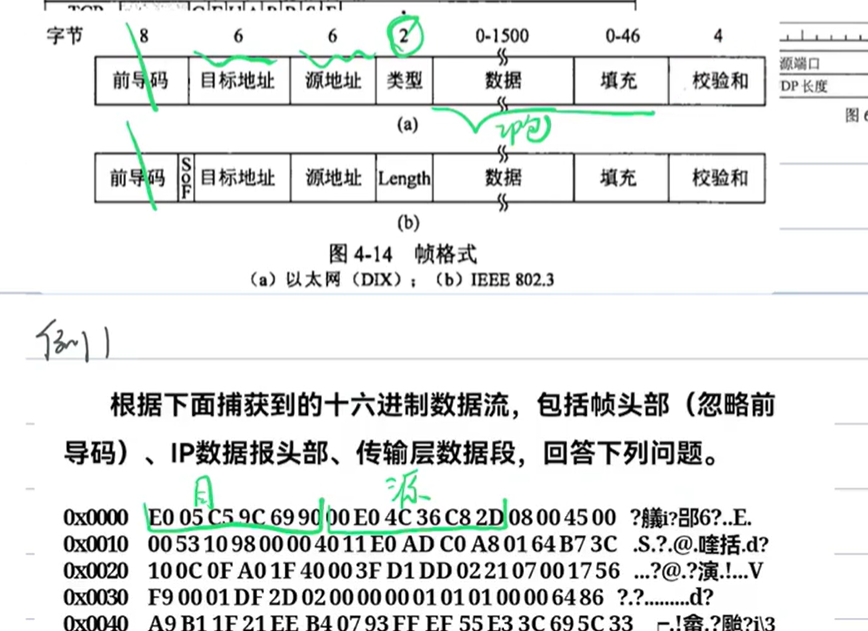 字节 8 6 6 2 0-1500 0-46 4
前导码 目标地址 源地址 类型 数据 填充 校验和
IP包
(a)
源端口
UDP 长度
图 6
前导码 SoF 目标地址 源地址 Length 数据 填充 校验和
(b)
图 4-14 帧格式
(a)以太网(DIX);(b)IEEE 802.3
例1
根据下面捕获到的十六进制数据流,包括帧头部(忽略前
导码)、IP数据报头部、传输层数据段,回答下列问题。
目 源
0x0000 E0 05 C5 9C 69 90 00 E0 4C 36 C8 2D 08 00 45 00 ?艤i?郘6?..E.
0x0010 00 53 10 98 00 00 40 11 E0 AD C0 A8 01 64 B7 3C .S.?.@.喹括.d?
0x0020 10 0C 0F A0 1F 40 00 3F D1 DD 02 21 07 00 17 56 ...?@.?演.!...V
0x0030 F9 00 01 DF 2D 02 00 00 00 01 01 01 00 00 64 86 ?.?.........d?
0x0040 A9 B1 1F 21 EE B4 07 93 FF EF 55 E3 3C 69 5C 33